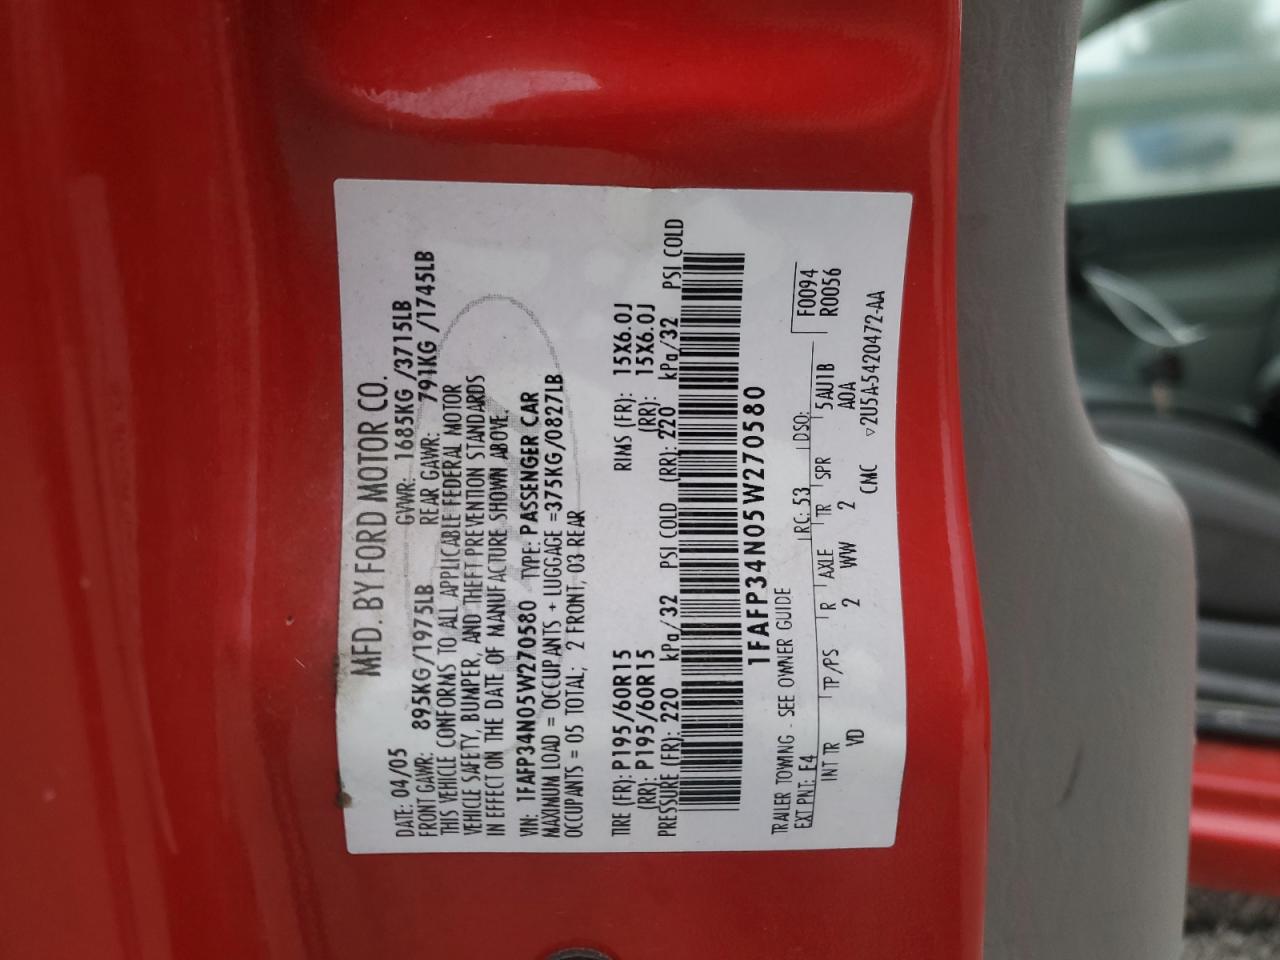 MFD. BY FORD MOTOR CO.
DATE: 04/05 GVWR: 1685KG /3715LB
FRONT GAWR: 895KG/1975LB REAR GAWR: 791KG /1745LB
THIS VEHICLE CONFORMS TO ALL APPLICABLE FEDERAL MOTOR
VEHICLE SAFETY, BUMPER, AND THEFT PREVENTION STANDARDS
IN EFFECT ON THE DATE OF MANUFACTURE SHOWN ABOVE.
VIN: 1FAFP34N05W270580 TYPE: PASSENGER CAR
MAXIMUM LOAD = OCCUPANTS + LUGGAGE =375KG/0827LB
OCCUPANTS = 05 TOTAL; 2 FRONT, 03 REAR
TIRE (FR): P195/60R15 RIMS (FR): 15X6.0J
(RR): P195/60R15 (RR): 15X6.0J
PRESSURE (FR): 220 kPa/32 PSI COLD (RR): 220 kPa/32 PSI COLD
1FAFP34N05W270580
TRAILER TOWING - SEE OWNER GUIDE F0094
EXT PNT: E4 RC: 53 DSO: R0056
INT TR TP/PS R AXLE TR SPR 5AU1B
VD 2 WW 2 A0A
CMC ▽2U5A-5420472-AA